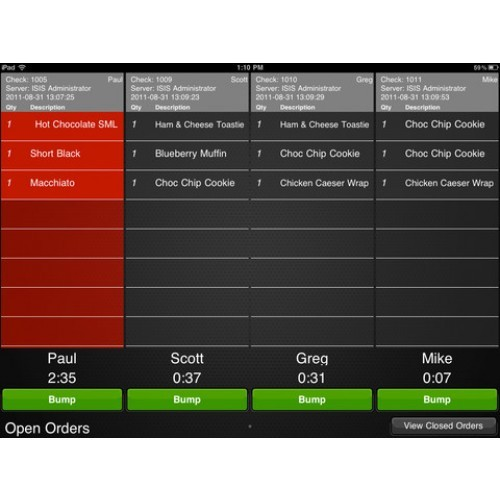 iPad 1:10 PM 59%
Check: 1005 Paul
Server: ISIS Administrator
2011-08-31 13:07:25
Qty Description
1 Hot Chocolate SML
1 Short Black
1 Macchiato
Paul
2:35
Bump
Check: 1009 Scott
Server: ISIS Administrator
2011-08-31 13:09:23
Qty Description
1 Ham & Cheese Toastie
1 Blueberry Muffin
1 Choc Chip Cookie
Scott
0:37
Bump
Check: 1010 Greg
Server: ISIS Administrator
2011-08-31 13:09:29
Qty Description
1 Ham & Cheese Toastie
1 Choc Chip Cookie
1 Chicken Caeser Wrap
Greg
0:31
Bump
Check: 1011 Mike
Server: ISIS Administrator
2011-08-31 13:09:53
Qty Description
1 Choc Chip Cookie
1 Choc Chip Cookie
1 Chicken Caeser Wrap
Mike
0:07
Bump
Open Orders
View Closed Orders